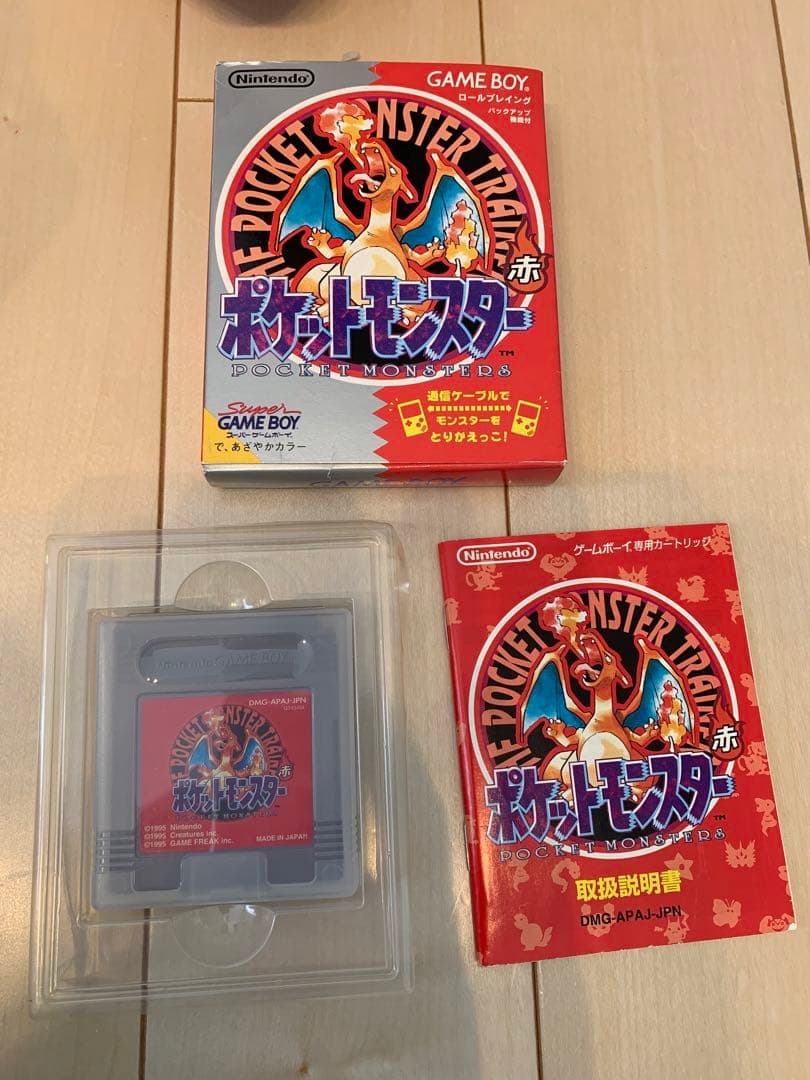 Nintendo
GAME BOY
ロールプレイング
バックアップ
機能付
THE POCKET MONSTER TRAINER
赤
ポケットモンスター
TM
POCKET MONSTERS
通信ケーブルで
モンスターを
とりかえっこ!
Super
GAME BOY
スーパーゲームボーイ
で、あざやかカラー
GAME BOY
Nintendo GAME BOY
DMG-APAJ-JPN
POCKET MONSTER TRAINE
赤
ポケットモンスター
POCKET MONSTERS
©1995 Nintendo
©1995 Creatures inc.
©1995 GAME FREAK inc.
MADE IN JAPAN
Nintendo
ゲームボーイ専用カートリッジ
THE POCKET MONSTER TRAINE
赤
ポケットモンスター
TM
POCKET MONSTERS
取扱説明書
DMG-APAJ-JPN